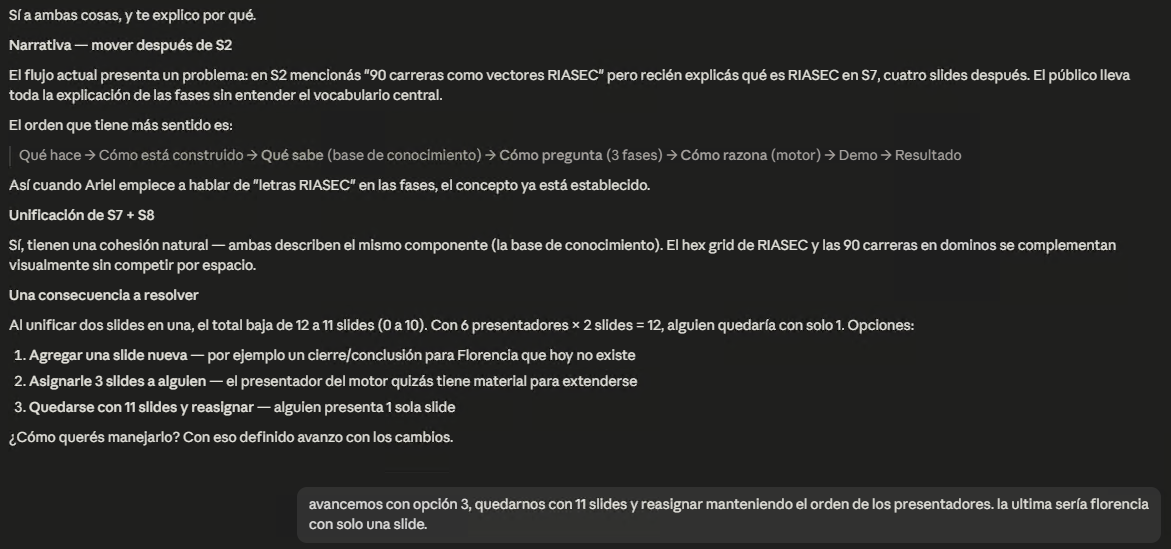 Sí a ambas cosas, y te explico por qué.
Narrativa — mover después de S2
El flujo actual presenta un problema: en S2 mencionás "90 carreras como vectores RIASEC" pero recién explicás qué es RIASEC en S7, cuatro slides después. El público lleva
toda la explicación de las fases sin entender el vocabulario central.
El orden que tiene más sentido es:
Qué hace → Cómo está construido → Qué sabe (base de conocimiento) → Cómo pregunta (3 fases) → Cómo razona (motor) → Demo → Resultado
Así cuando Ariel empiece a hablar de "letras RIASEC" en las fases, el concepto ya está establecido.
Unificación de S7 + S8
Sí, tienen una cohesión natural — ambas describen el mismo componente (la base de conocimiento). El hex grid de RIASEC y las 90 carreras en dominos se complementan
visualmente sin competir por espacio.
Una consecuencia a resolver
Al unificar dos slides en una, el total baja de 12 a 11 slides (0 a 10). Con 6 presentadores × 2 slides = 12, alguien quedaría con solo 1. Opciones:
1. Agregar una slide nueva — por ejemplo un cierre/conclusión para Florencia que hoy no existe
2. Asignarle 3 slides a alguien — el presentador del motor quizás tiene material para extenderse
3. Quedarse con 11 slides y reasignar — alguien presenta 1 sola slide
¿Cómo querés manejarlo? Con eso definido avanzo con los cambios.
avancemos con opción 3, quedarnos con 11 slides y reasignar manteniendo el orden de los presentadores. la ultima sería florencia
con solo una slide.